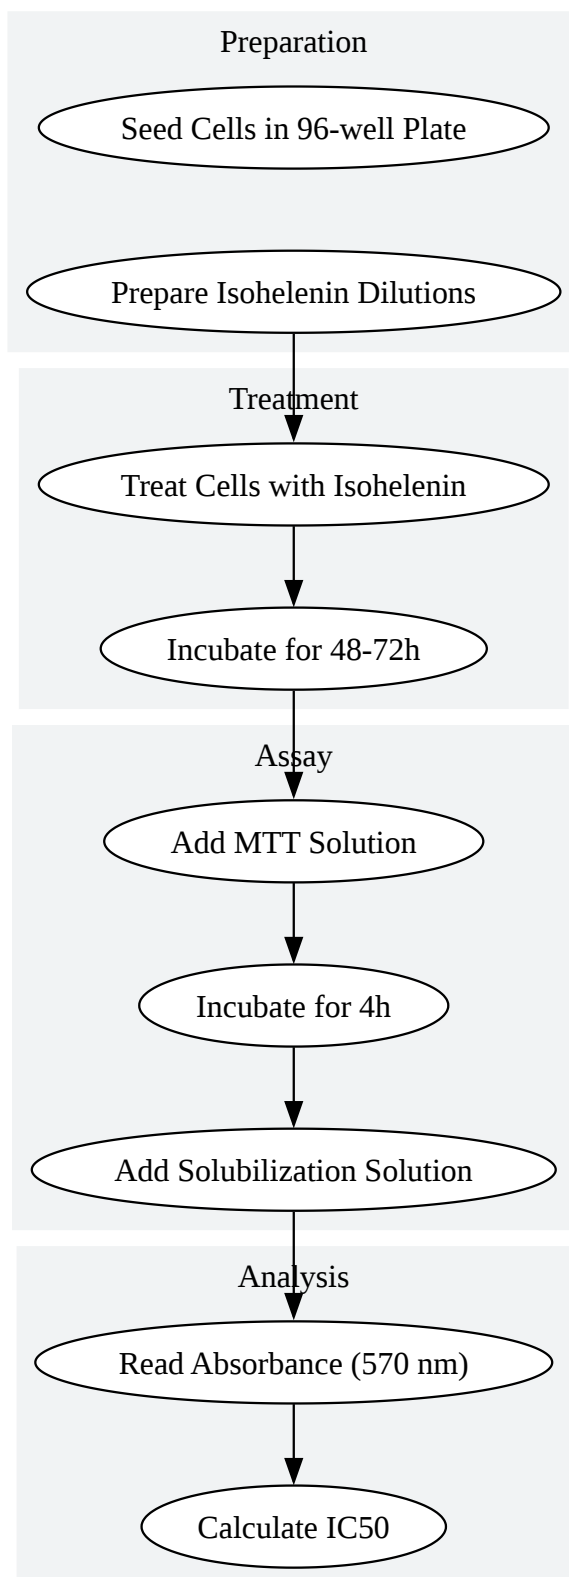 Preparation
Seed Cells in 96-well Plate
Prepare Isohelenin Dilutions
Treatment
Treat Cells with Isohelenin
Incubate for 48-72h
Assay
Add MTT Solution
Incubate for 4h
Add Solubilization Solution
Analysis
Read Absorbance (570 nm)
Calculate IC50